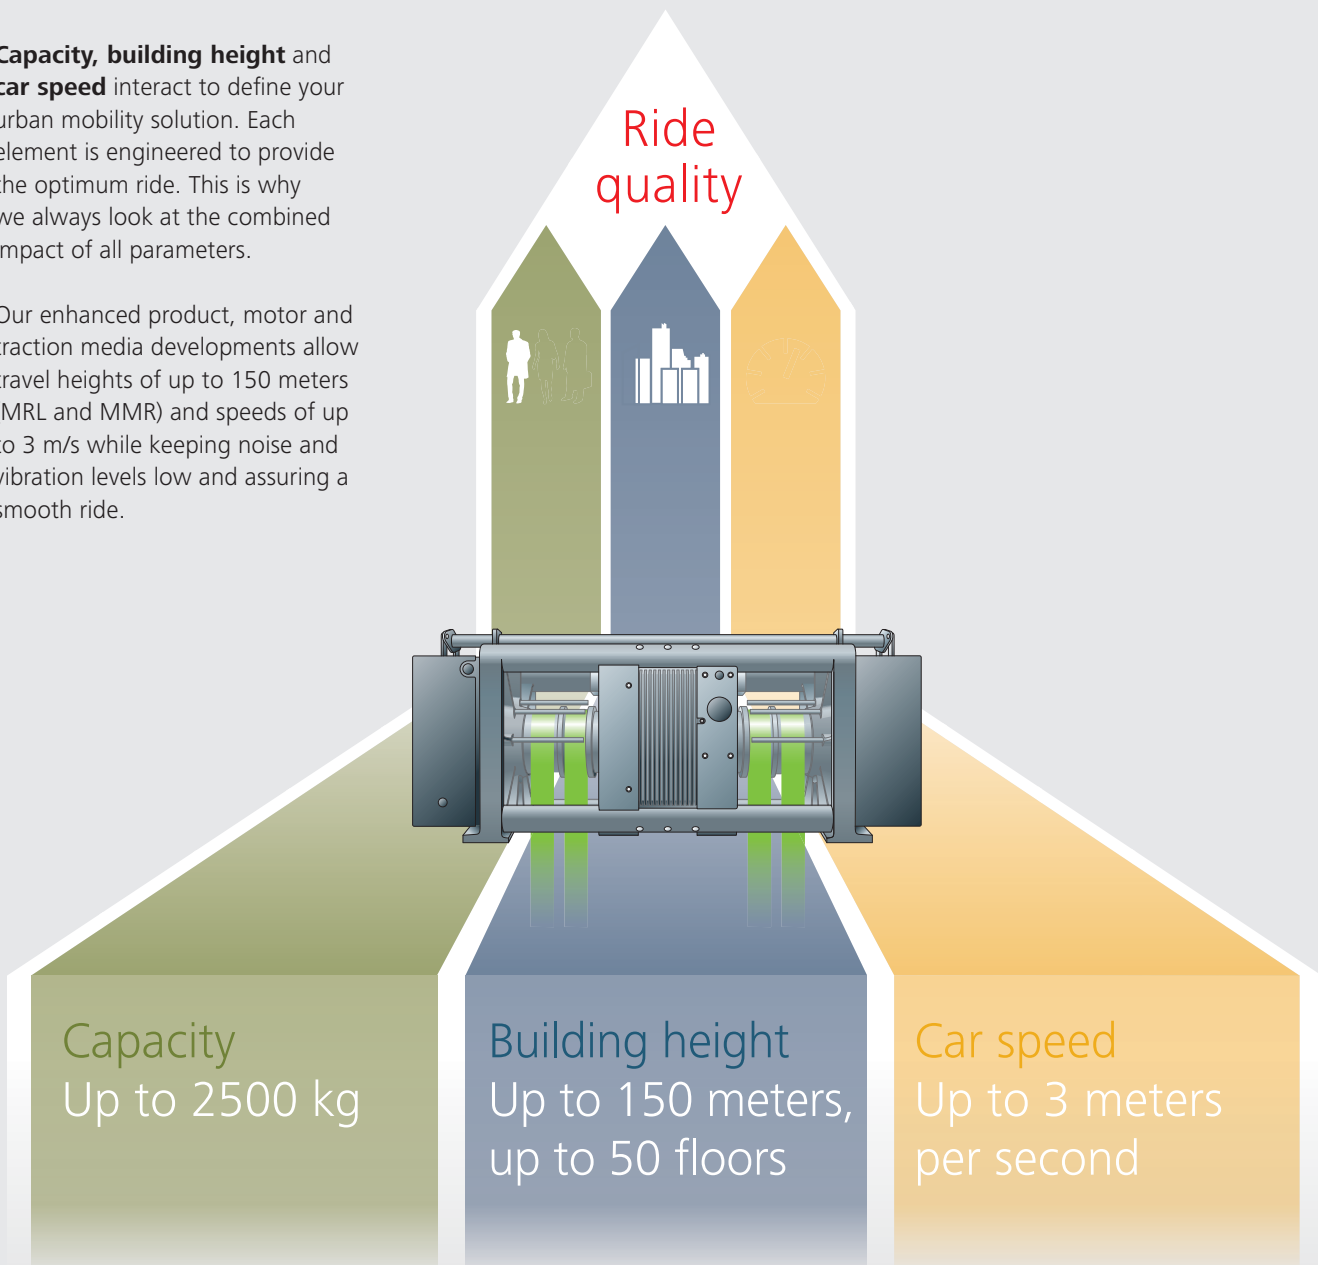 Capacity, building height and
car speed interact to define your
urban mobility solution. Each
element is engineered to provide
the optimum ride. This is why
we always look at the combined
impact of all parameters.
Our enhanced product, motor and
traction media developments allow
travel heights of up to 150 meters
(MRL and MMR) and speeds of up
to 3 m/s while keeping noise and
vibration levels low and assuring a
smooth ride.
Ride
quality
Capacity
Up to 2500 kg
Building height
Up to 150 meters,
up to 50 floors
Car speed
Up to 3 meters
per second